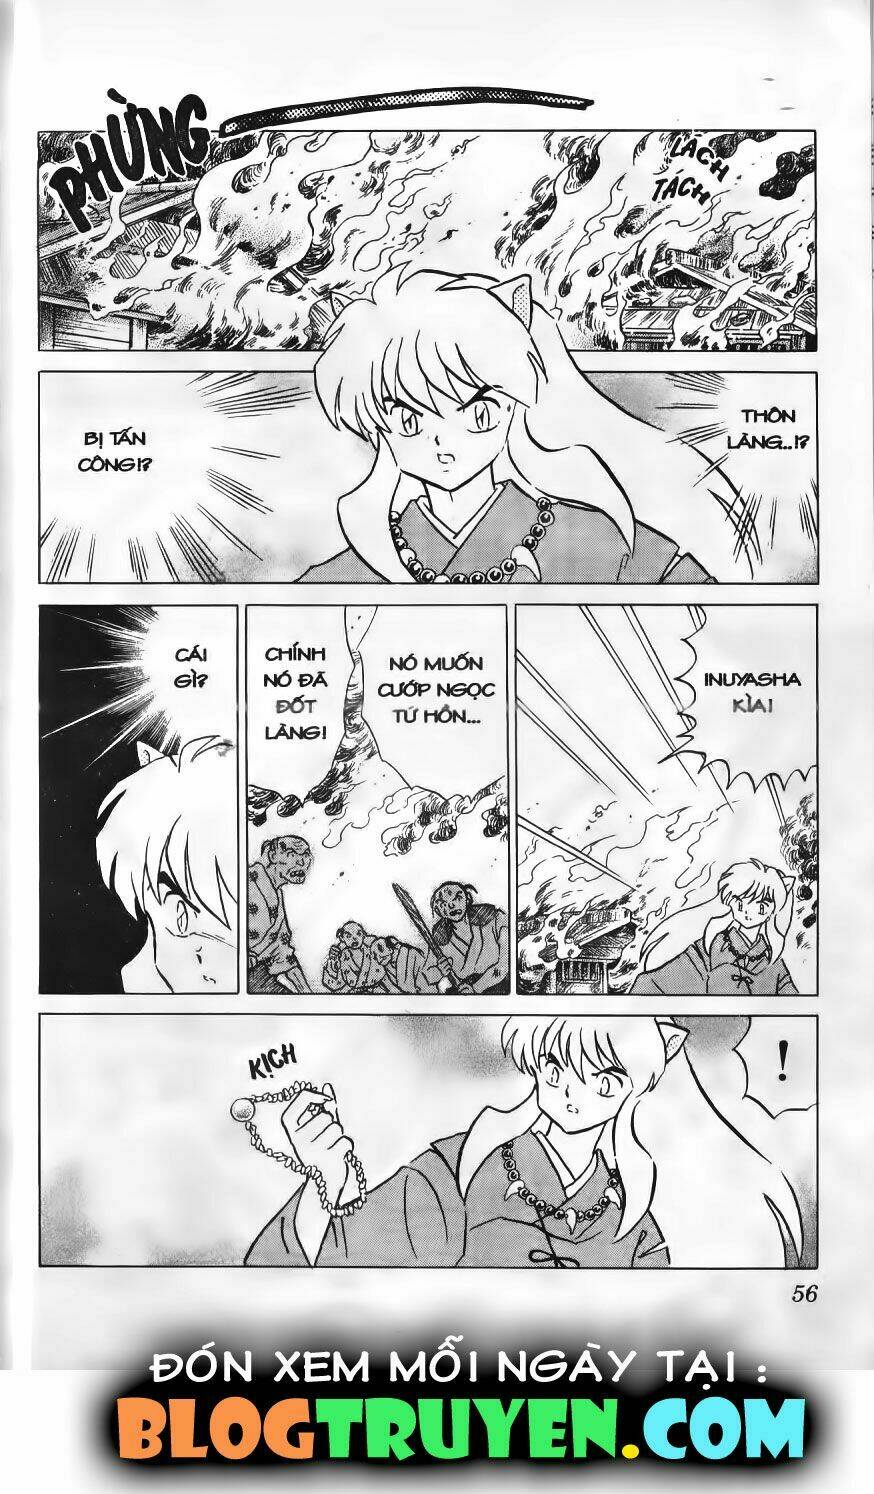 PHỪNG
LÁCH
TÁCH
THÔN
LÀNG..!?
BỊ TẤN
CÔNG!?
INUYASHA
KÌA!
NÓ MUỐN
CƯỚP NGỌC
TỨ HỒN...
CHÍNH
NÓ ĐÃ
ĐỐT
LÀNG!
CÁI
GÌ?
!
KỊCH
56
ĐÓN XEM MỖI NGÀY TẠI :
BLOGTRUYEN.COM